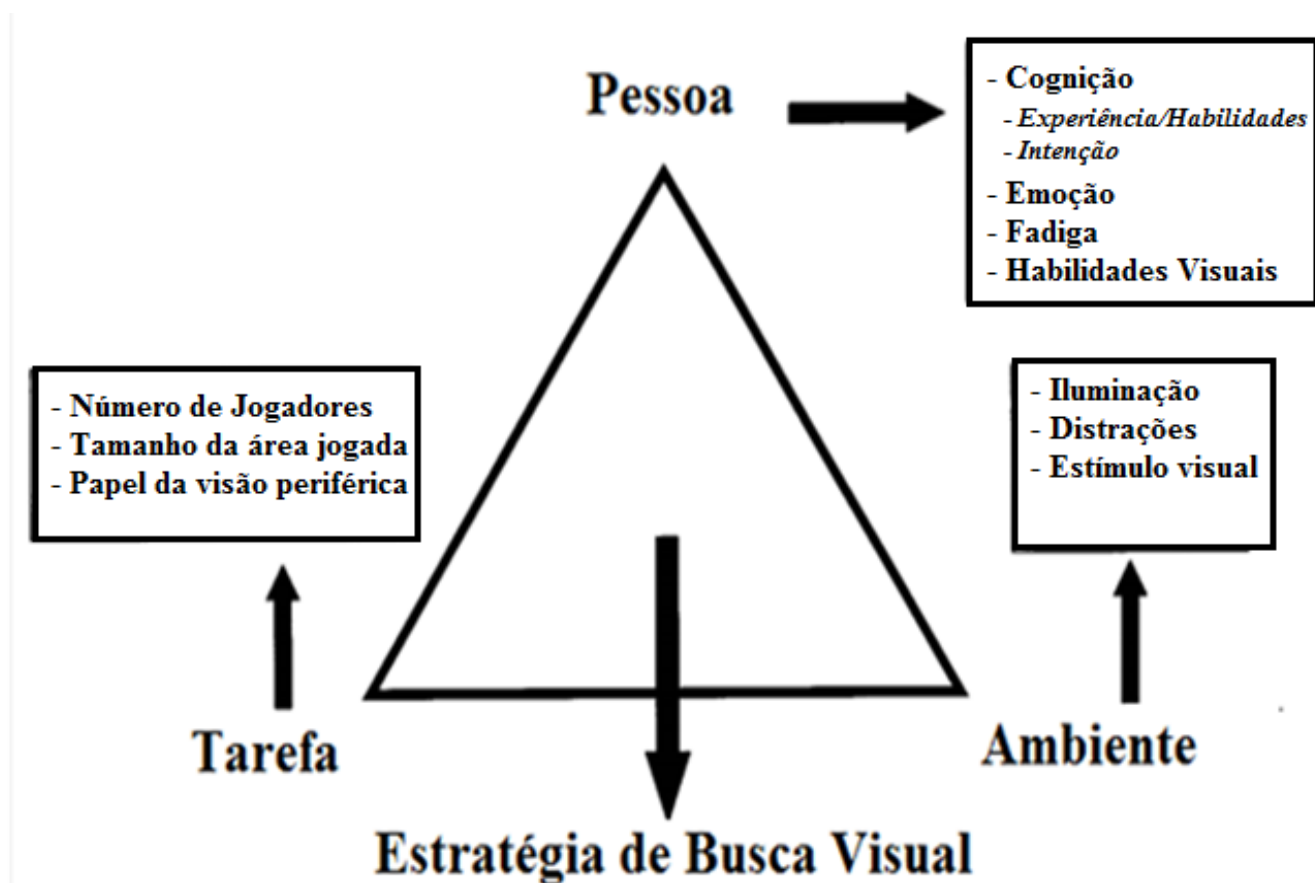 Pessoa
- Cognição
- Experiência/Habilidades
- Intenção
- Emoção
- Fadiga
- Habilidades Visuais
- Número de Jogadores
- Tamanho da área jogada
- Papel da visão periférica
- Iluminação
- Distrações
- Estímulo visual
Tarefa
Ambiente
Estratégia de Busca Visual